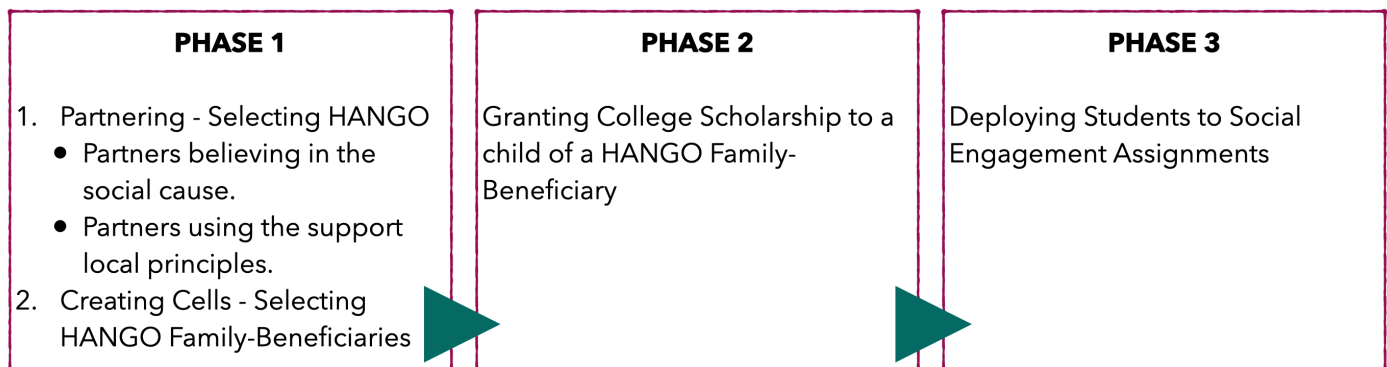 PHASE 1
1. Partnering - Selecting HANGO
• Partners believing in the
social cause.
• Partners using the support
local principles.
2. Creating Cells - Selecting
HANGO Family-Beneficiaries
PHASE 2
Granting College Scholarship to a
child of a HANGO Family-
Beneficiary
PHASE 3
Deploying Students to Social
Engagement Assignments